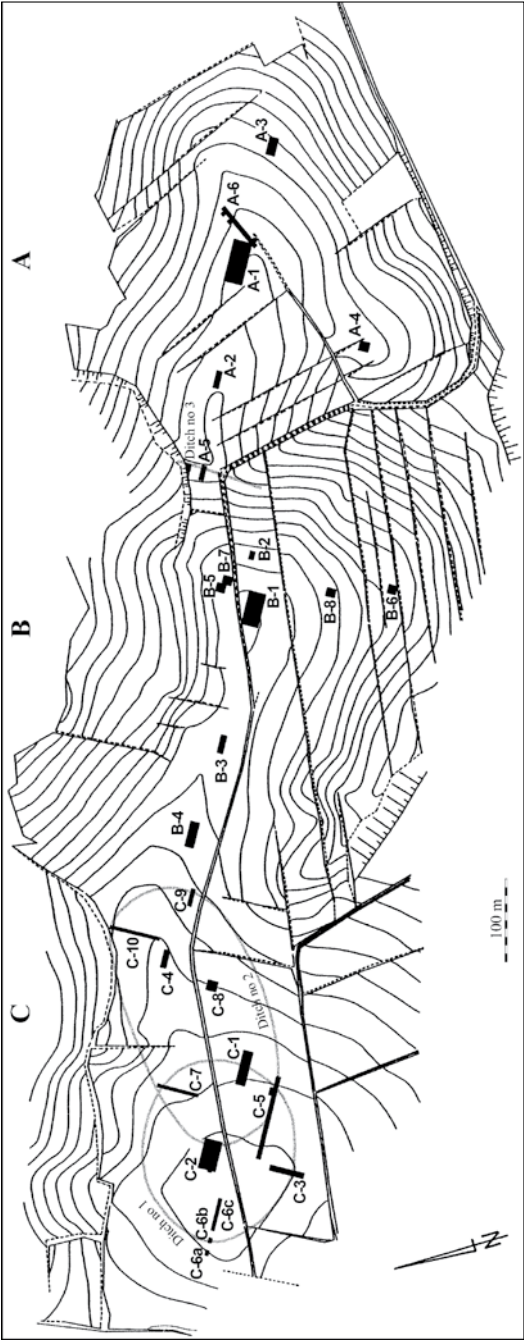 C
B
A
A-3
A-6
A-1
A-2
A-4
Ditch no 3
A-5
B-2
B-7
B-5
B-1
B-8
B-6
B-3
B-4
C-9
C-10
C-4
C-8
Ditch no 2
C-1
C-7
C-5
C-2
C-3
Ditch no 1
C-6a
C-6b
C-6c
100 m
N